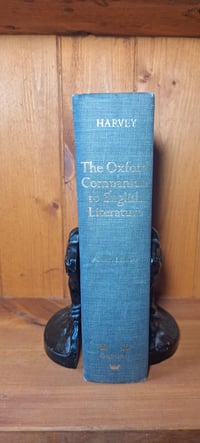 HARVEY
The Oxford
Companion
to English
Literature